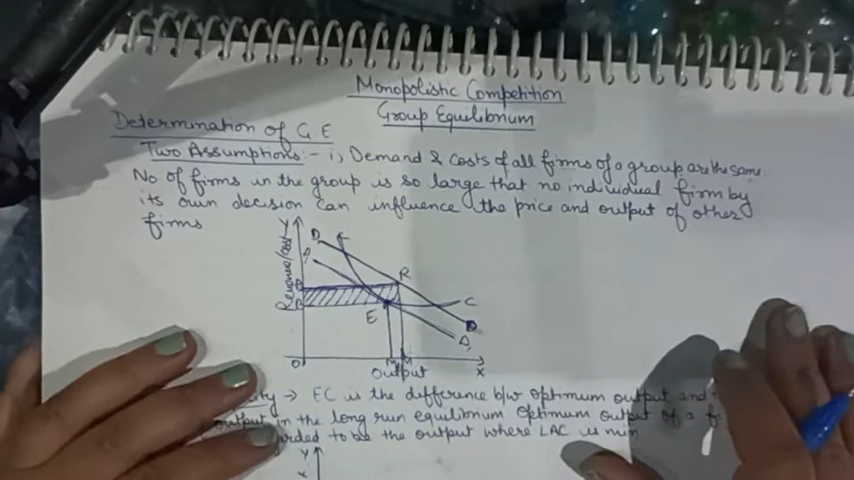 Monopolistic Competition
Group Equilibrium
Determination of G E
Two Assumptions - i, Demand & costs of all firms of a group are the same.
No of firms in the group is so large that no individual firm by
its own decision can influence the price and output of other
firms
Y
D
D,
C
R
Revenue/cost
P
B
E
C
D
D,
O
M, M
X
Output
→ EC is the difference b/w optimum output and
output in the long run equilibrium optimum output of a f
to be the output where LAC is min
Y
X